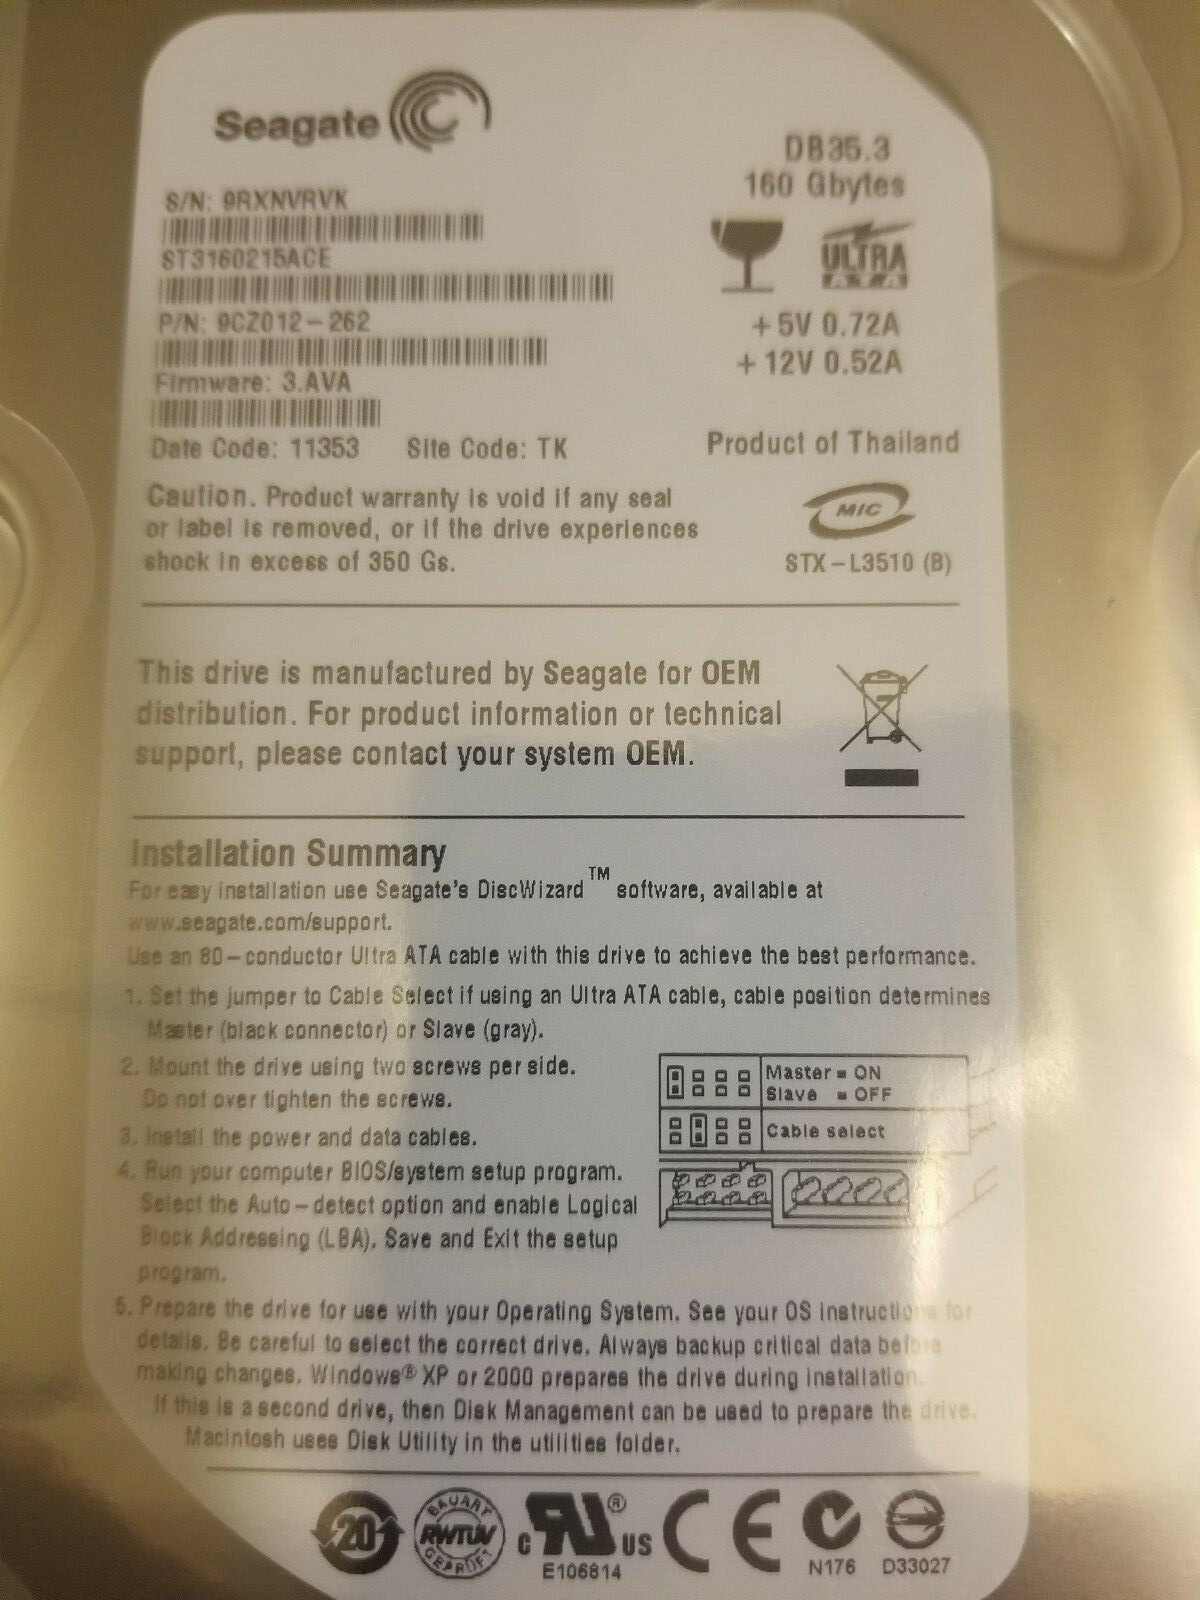 Seagate
DB35.3
160 Gbytes
S/N: 9RXNVRVK
ST3160215ACE
ULTRA
ATA
P/N: 9CZ012-262
+5V 0.72A
+12V 0.52A
Firmware: 3.AVA
Date Code: 11353 Site Code: TK
Product of Thailand
Caution. Product warranty is void if any seal
or label is removed, or if the drive experiences
shock in excess of 350 Gs.
MIC
STX-L3510 (B)
This drive is manufactured by Seagate for OEM
distribution. For product information or technical
support, please contact your system OEM.
Installation Summary
For easy installation use Seagate's DiscWizard™ software, available at
www.seagate.com/support.
Use an 80-conductor Ultra ATA cable with this drive to achieve the best performance.
1. Set the jumper to Cable Select if using an Ultra ATA cable, cable position determines
Master (black connector) or Slave (gray).
2. Mount the drive using two screws per side.
Do not over tighten the screws.
3. Install the power and data cables.
4. Run your computer BIOS/system setup program.
Select the Auto-detect option and enable Logical
Block Addressing (LBA). Save and Exit the setup
program.
Master = ON
Slave = OFF
Cable select
5. Prepare the drive for use with your Operating System. See your OS instructions for
details. Be careful to select the correct drive. Always backup critical data before
making changes. Windows® XP or 2000 prepares the drive during installation.
If this is a second drive, then Disk Management can be used to prepare the drive.
Macintosh uses Disk Utility in the utilities folder.
20
BAUART
RWTÜV
GEPRÜFT
C RU® US
E106814
CE
N176
D33027